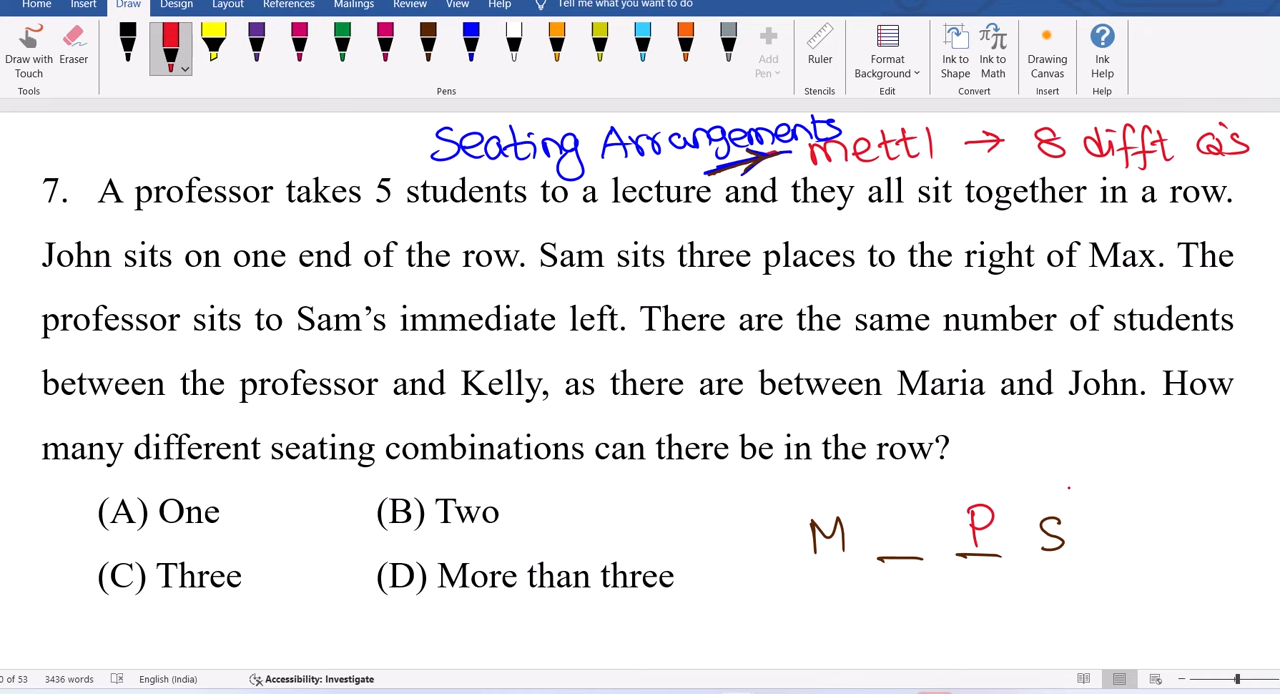 Home Insert Draw Design Layout References Mailings Review View Help Tell me what you want to do
Draw with Touch Eraser Add Pen Ruler Format Background Ink to Shape Ink to Math Drawing Canvas Ink Help
Tools Pens Stencils Edit Convert Insert Help
Seating Arrangements mettl → 8 difft Q's
7. A professor takes 5 students to a lecture and they all sit together in a row.
John sits on one end of the row. Sam sits three places to the right of Max. The
professor sits to Sam’s immediate left. There are the same number of students
between the professor and Kelly, as there are between Maria and John. How
many different seating combinations can there be in the row?
(A) One (B) Two
(C) Three (D) More than three
M _ P S
0 of 53 3436 words English (India) Accessibility: Investigate